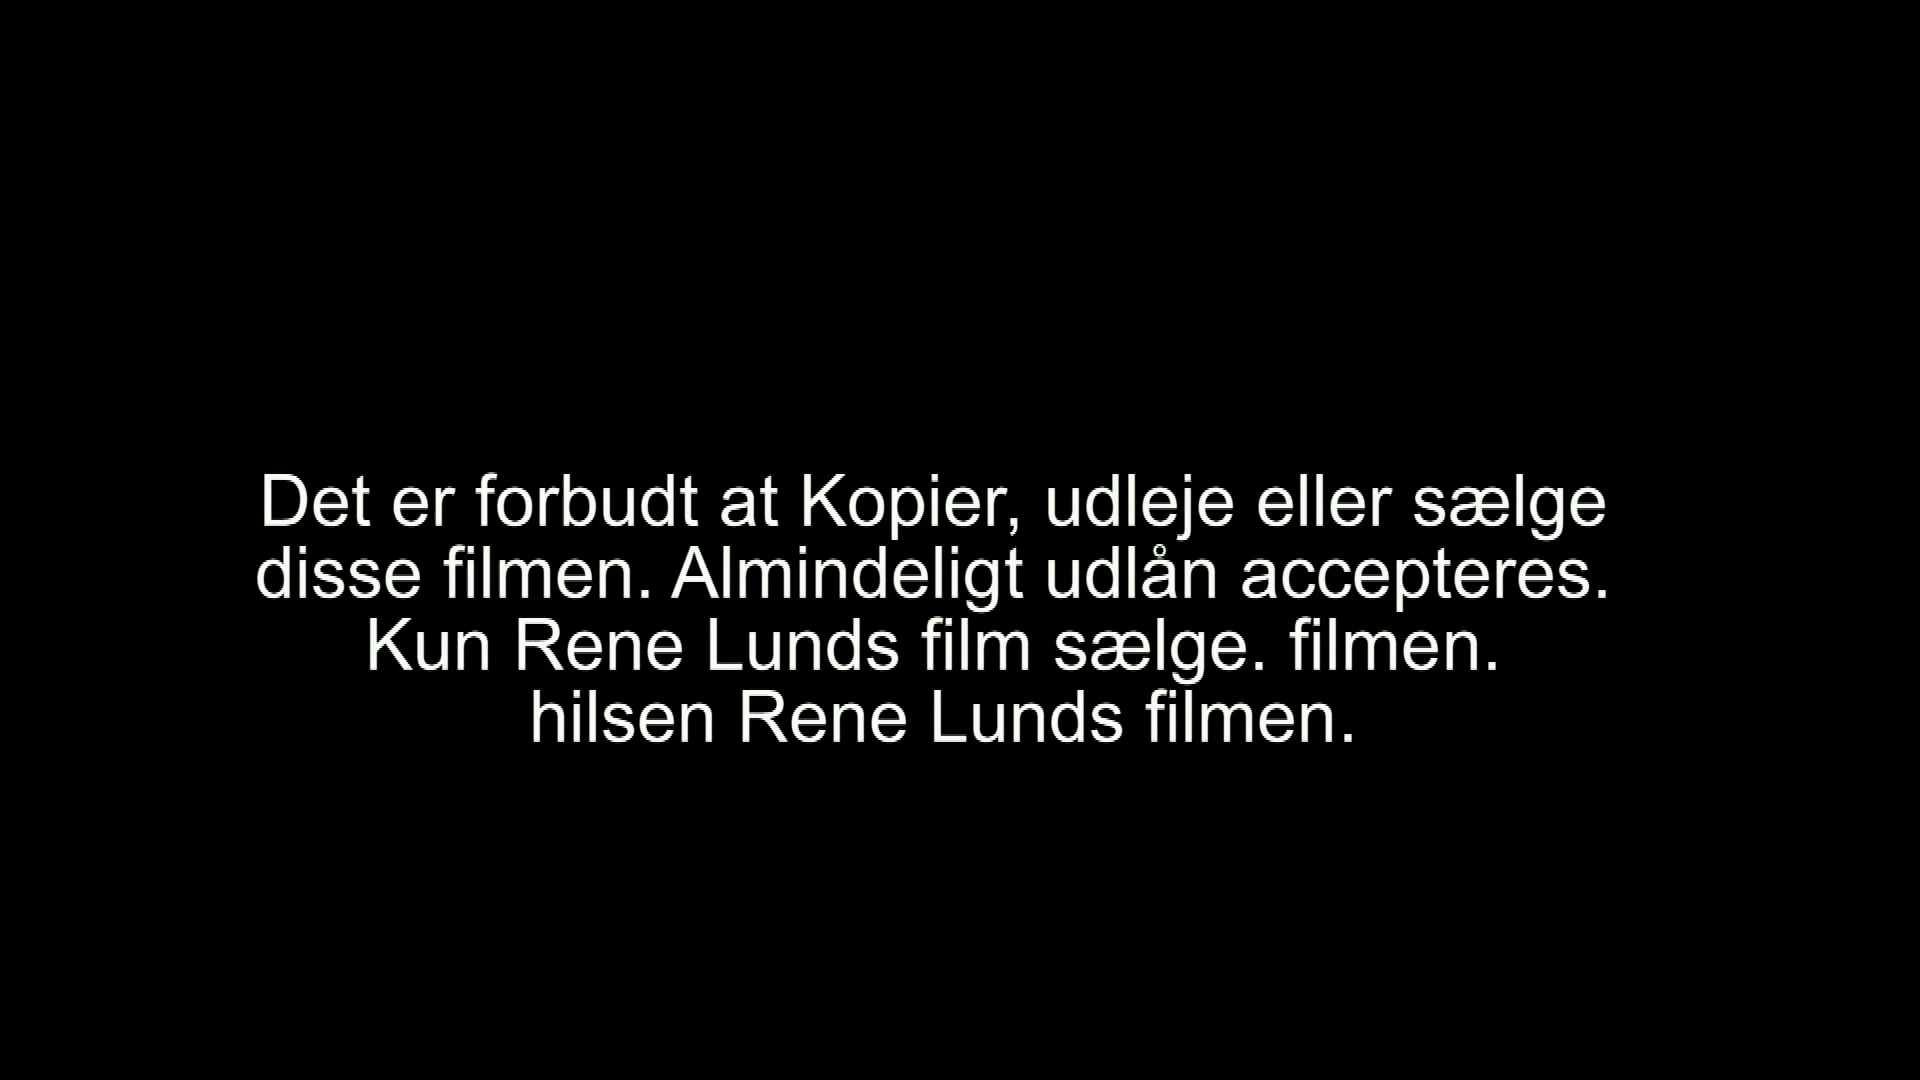 Det er forbudt at Kopier, udleje eller sælge
disse filmen. Almindeligt udlån accepteres.
Kun Rene Lunds film sælge. filmen.
hilsen Rene Lunds filmen.